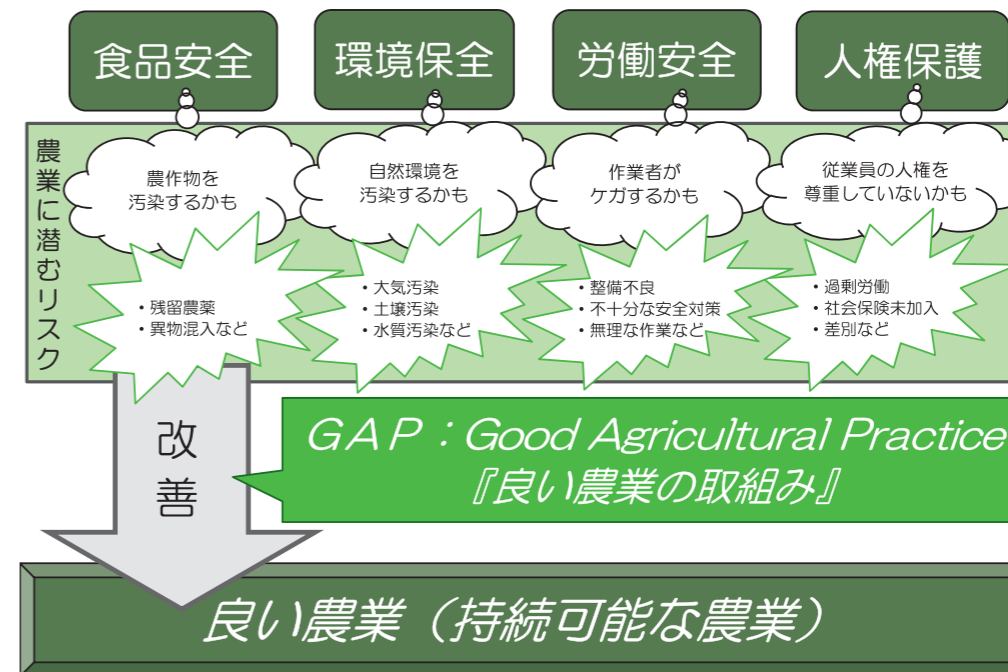 食品安全
環境保全
労働安全
人権保護
農業に潜むリスク
農作物を
汚染するかも
自然環境を
汚染するかも
作業者が
ケガするかも
従業員の人権を
尊重していないかも
・残留農薬
・異物混入など
・大気汚染
・土壌汚染
・水質汚染など
・整備不良
・不十分な安全対策
・無理な作業など
・過剰労働
・社会保険未加入
・差別など
改善
GAP：Good Agricultural Practice
『良い農業の取組み』
良い農業（持続可能な農業）